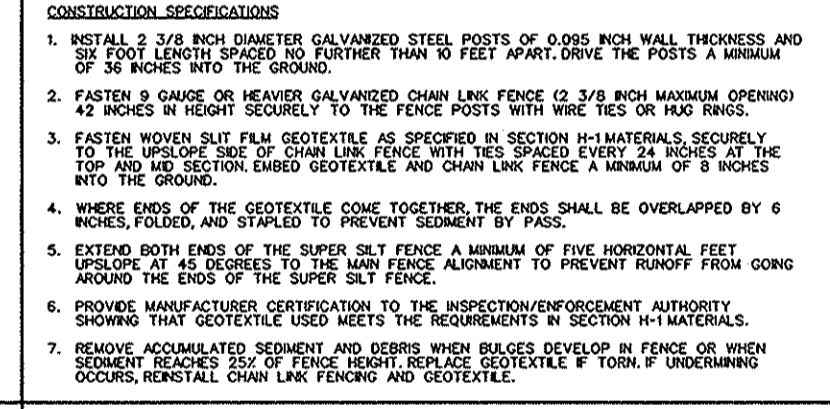 CONSTRUCTION SPECIFICATIONS
1. INSTALL 2 3/8 INCH DIAMETER GALVANIZED STEEL POSTS OF 0.095 INCH WALL THICKNESS AND
SIX FOOT LENGTH SPACED NO FURTHER THAN 10 FEET APART. DRIVE THE POSTS A MINIMUM
OF 36 INCHES INTO THE GROUND.
2. FASTEN 9 GAUGE OR HEAVIER GALVANIZED CHAIN LINK FENCE (2 3/8 INCH MAXIMUM OPENING)
42 INCHES IN HEIGHT SECURELY TO THE FENCE POSTS WITH WIRE TIES OR HUG RINGS.
3. FASTEN WOVEN SLIT FILM GEOTEXTILE AS SPECIFIED IN SECTION H-1 MATERIALS, SECURELY
TO THE UPSLOPE SIDE OF CHAIN LINK FENCE WITH TIES SPACED EVERY 24 INCHES AT THE
TOP AND MID SECTION. EMBED GEOTEXTILE AND CHAIN LINK FENCE A MINIMUM OF 8 INCHES
INTO THE GROUND.
4. WHERE ENDS OF THE GEOTEXTILE COME TOGETHER, THE ENDS SHALL BE OVERLAPPED BY 6
INCHES, FOLDED, AND STAPLED TO PREVENT SEDIMENT BY PASS.
5. EXTEND BOTH ENDS OF THE SUPER SILT FENCE A MINIMUM OF FIVE HORIZONTAL FEET
UPSLOPE AT 45 DEGREES TO THE MAIN FENCE ALIGNMENT TO PREVENT RUNOFF FROM GOING
AROUND THE ENDS OF THE SUPER SILT FENCE.
6. PROVIDE MANUFACTURER CERTIFICATION TO THE INSPECTION/ENFORCEMENT AUTHORITY
SHOWING THAT GEOTEXTILE USED MEETS THE REQUIREMENTS IN SECTION H-1 MATERIALS.
7. REMOVE ACCUMULATED SEDIMENT AND DEBRIS WHEN BULGES DEVELOP IN FENCE OR WHEN
SEDIMENT REACHES 25% OF FENCE HEIGHT. REPLACE GEOTEXTILE IF TORN. IF UNDERMINING
OCCURS, REINSTALL CHAIN LINK FENCING AND GEOTEXTILE.